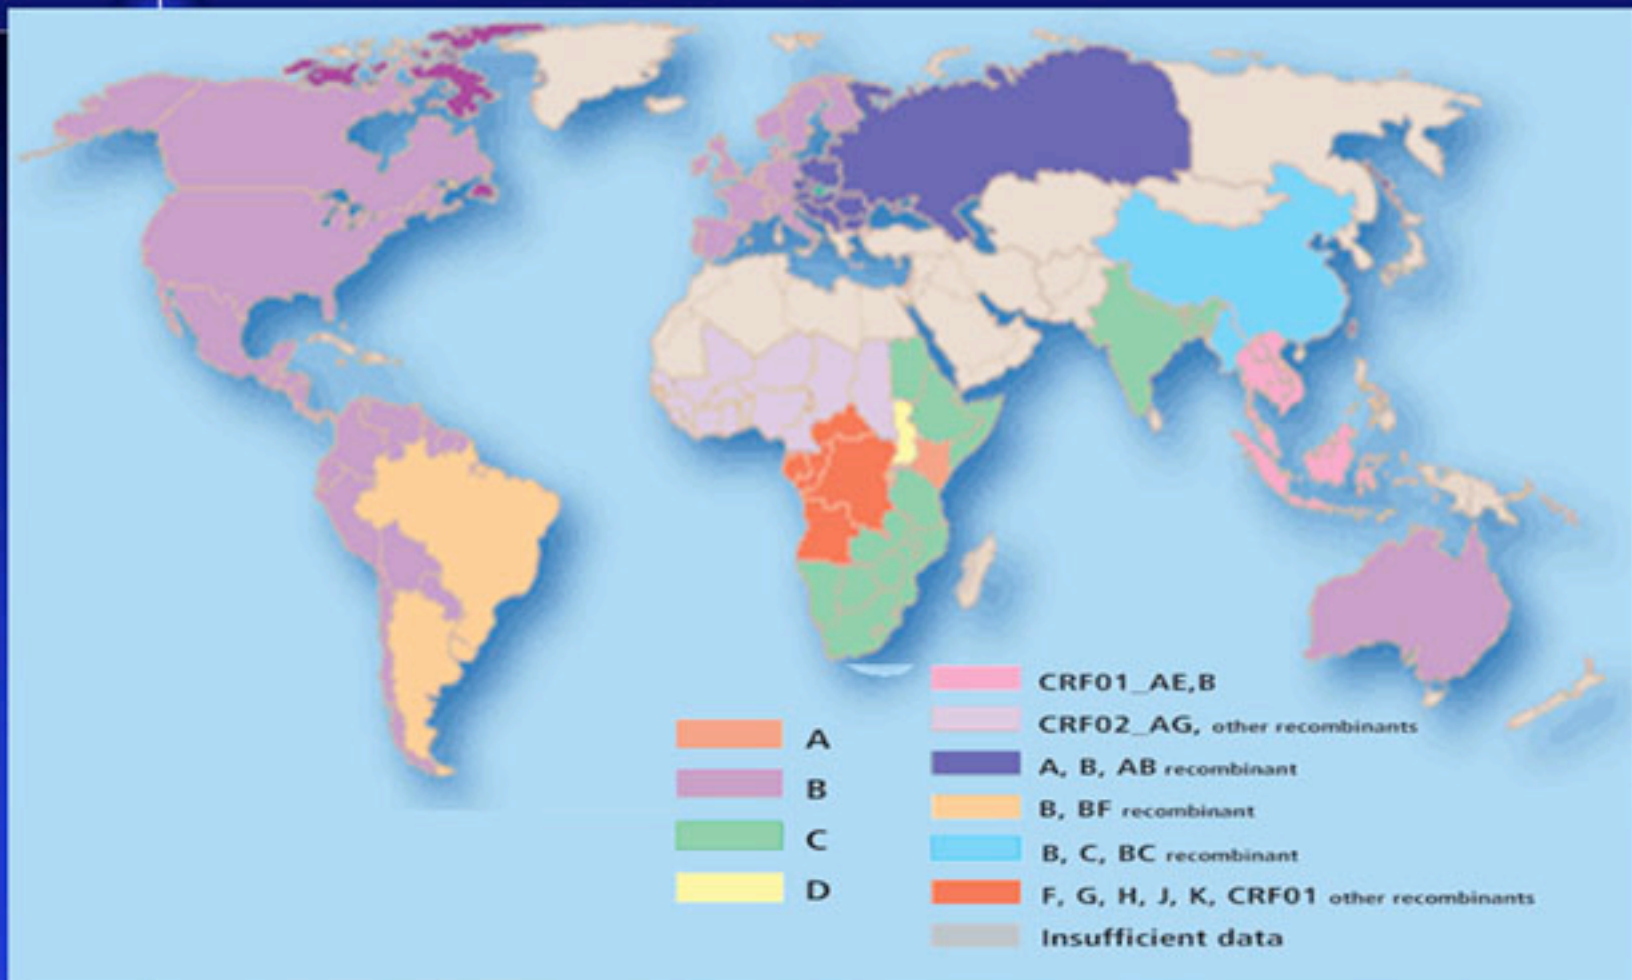 A
B
C
D
CRF01_AE,B
CRF02_AG, other recombinants
A, B, AB recombinant
B, BF recombinant
B, C, BC recombinant
F, G, H, J, K, CRF01 other recombinants
Insufficient data